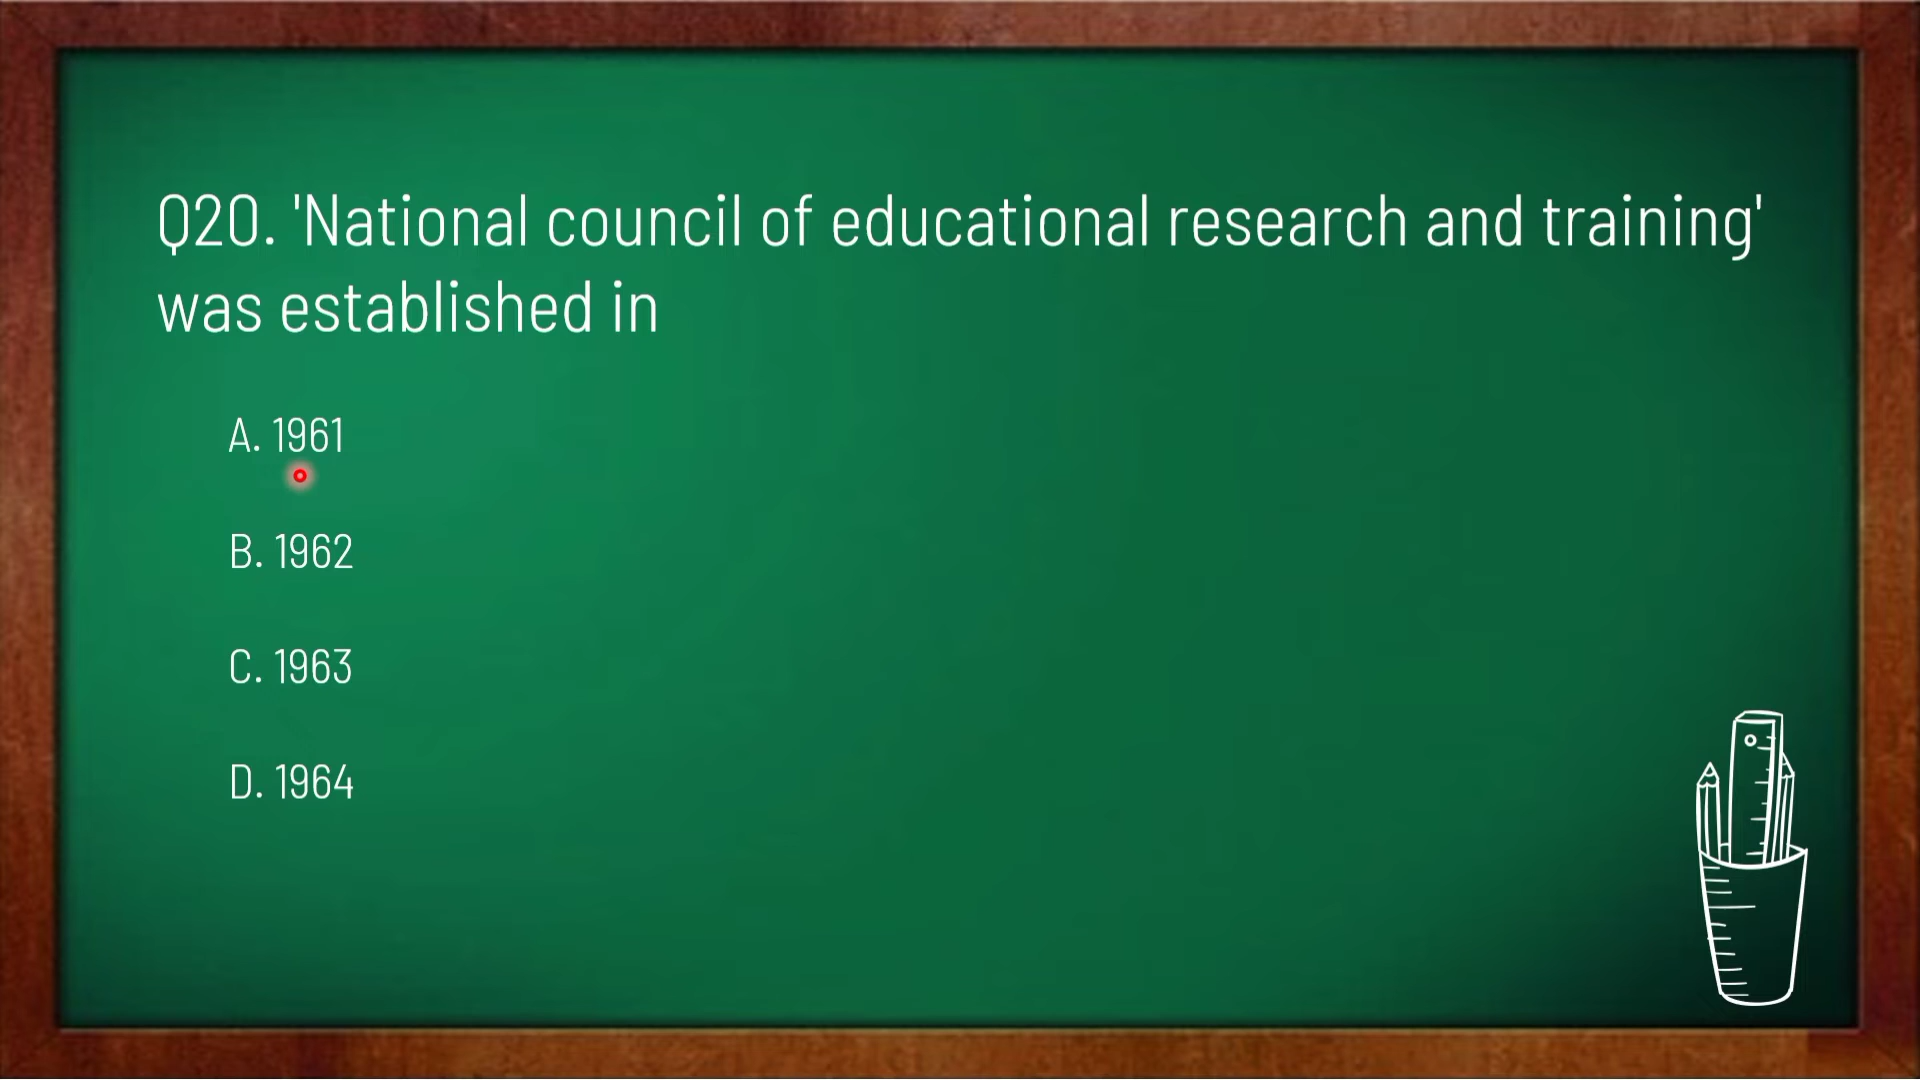 Q20. 'National council of educational research and training'
was established in
A. 1961
B. 1962
C. 1963
D. 1964